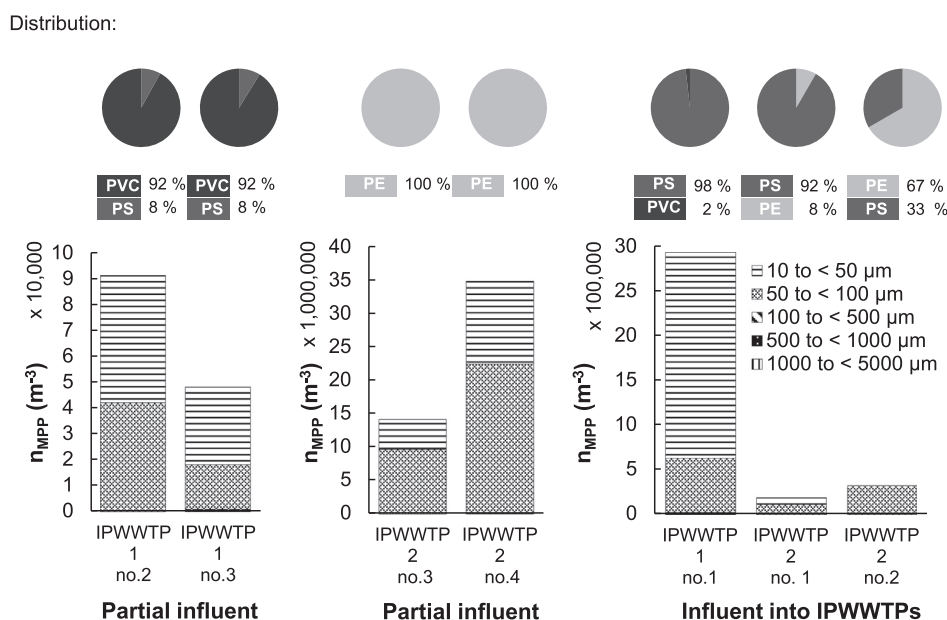 Distribution:
PVC 92 % PVC 92 %
PS 8 % PS 8 %
PE 100 % PE 100 %
PS 98 % PS 92 % PE 67 %
PVC 2 % PE 8 % PS 33 %
n_MPP (m⁻³) x 10,000
10
9
8
7
6
5
4
3
2
1
0
IPWWTP IPWWTP
1 1
no.2 no.3
Partial influent
n_MPP (m⁻³) x 1,000,000
40
35
30
25
20
15
10
5
0
IPWWTP IPWWTP
2 2
no.3 no.4
Partial influent
n_MPP (m⁻³) x 100,000
30
25
20
15
10
5
0
10 to < 50 µm
50 to < 100 µm
100 to < 500 µm
500 to < 1000 µm
1000 to < 5000 µm
IPWWTP IPWWTP IPWWTP
1 2 2
no.1 no. 1 no.2
Influent into IPWWTPs